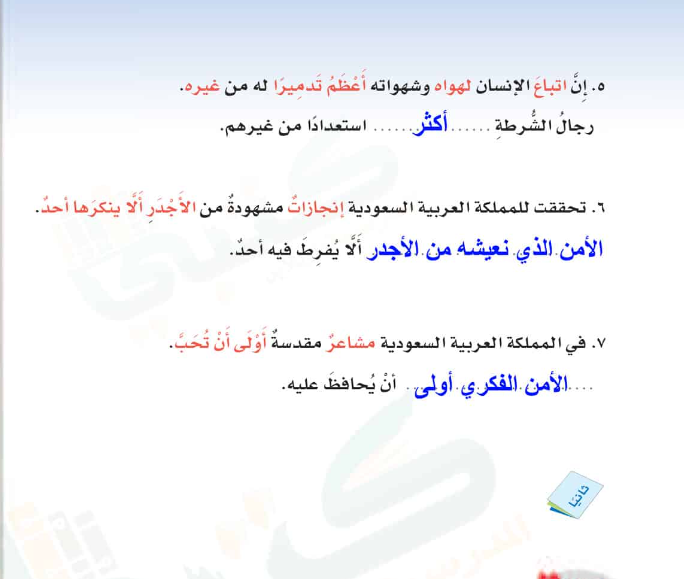 ٥. إِنَّ اتباعَ الإنسان لهواه وشهواته أَعْظَمُ تَدمِيرًا له من غيره.
رجالُ الشُّرطةِ ......أكثر...... استعدادًا من غيرهم.
٦. تحققت للمملكة العربية السعودية إنجازاتٌ مشهودةٌ من الأَجْدَرِ أَلَّا ينكرَها أحدٌ.
الأمن الذي نعيشه من الأجدر أَلَّا يُفرِطَ فيه أحدٌ.
٧. في المملكة العربية السعودية مشاعرٌ مقدسةٌ أَوْلَى أَنْ تُحَبَّ.
....الأمن الفكري أولى.. أنْ يُحافظَ عليه.
ثانيًا